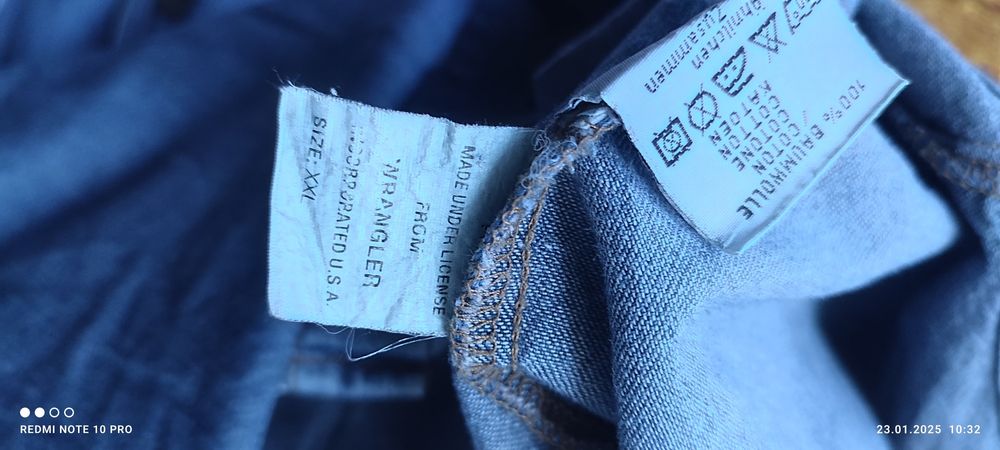 MADE UNDER LICENSE
FROM
WRANGLER
INCORPORATED U.S.A.
SIZE: XXL
ähnlichen
Zusammen
100% BAUMWOLLE
/ COTTON
COTONE
KATOEN
COTTON
REDMI NOTE 10 PRO
23.01.2025 10:32